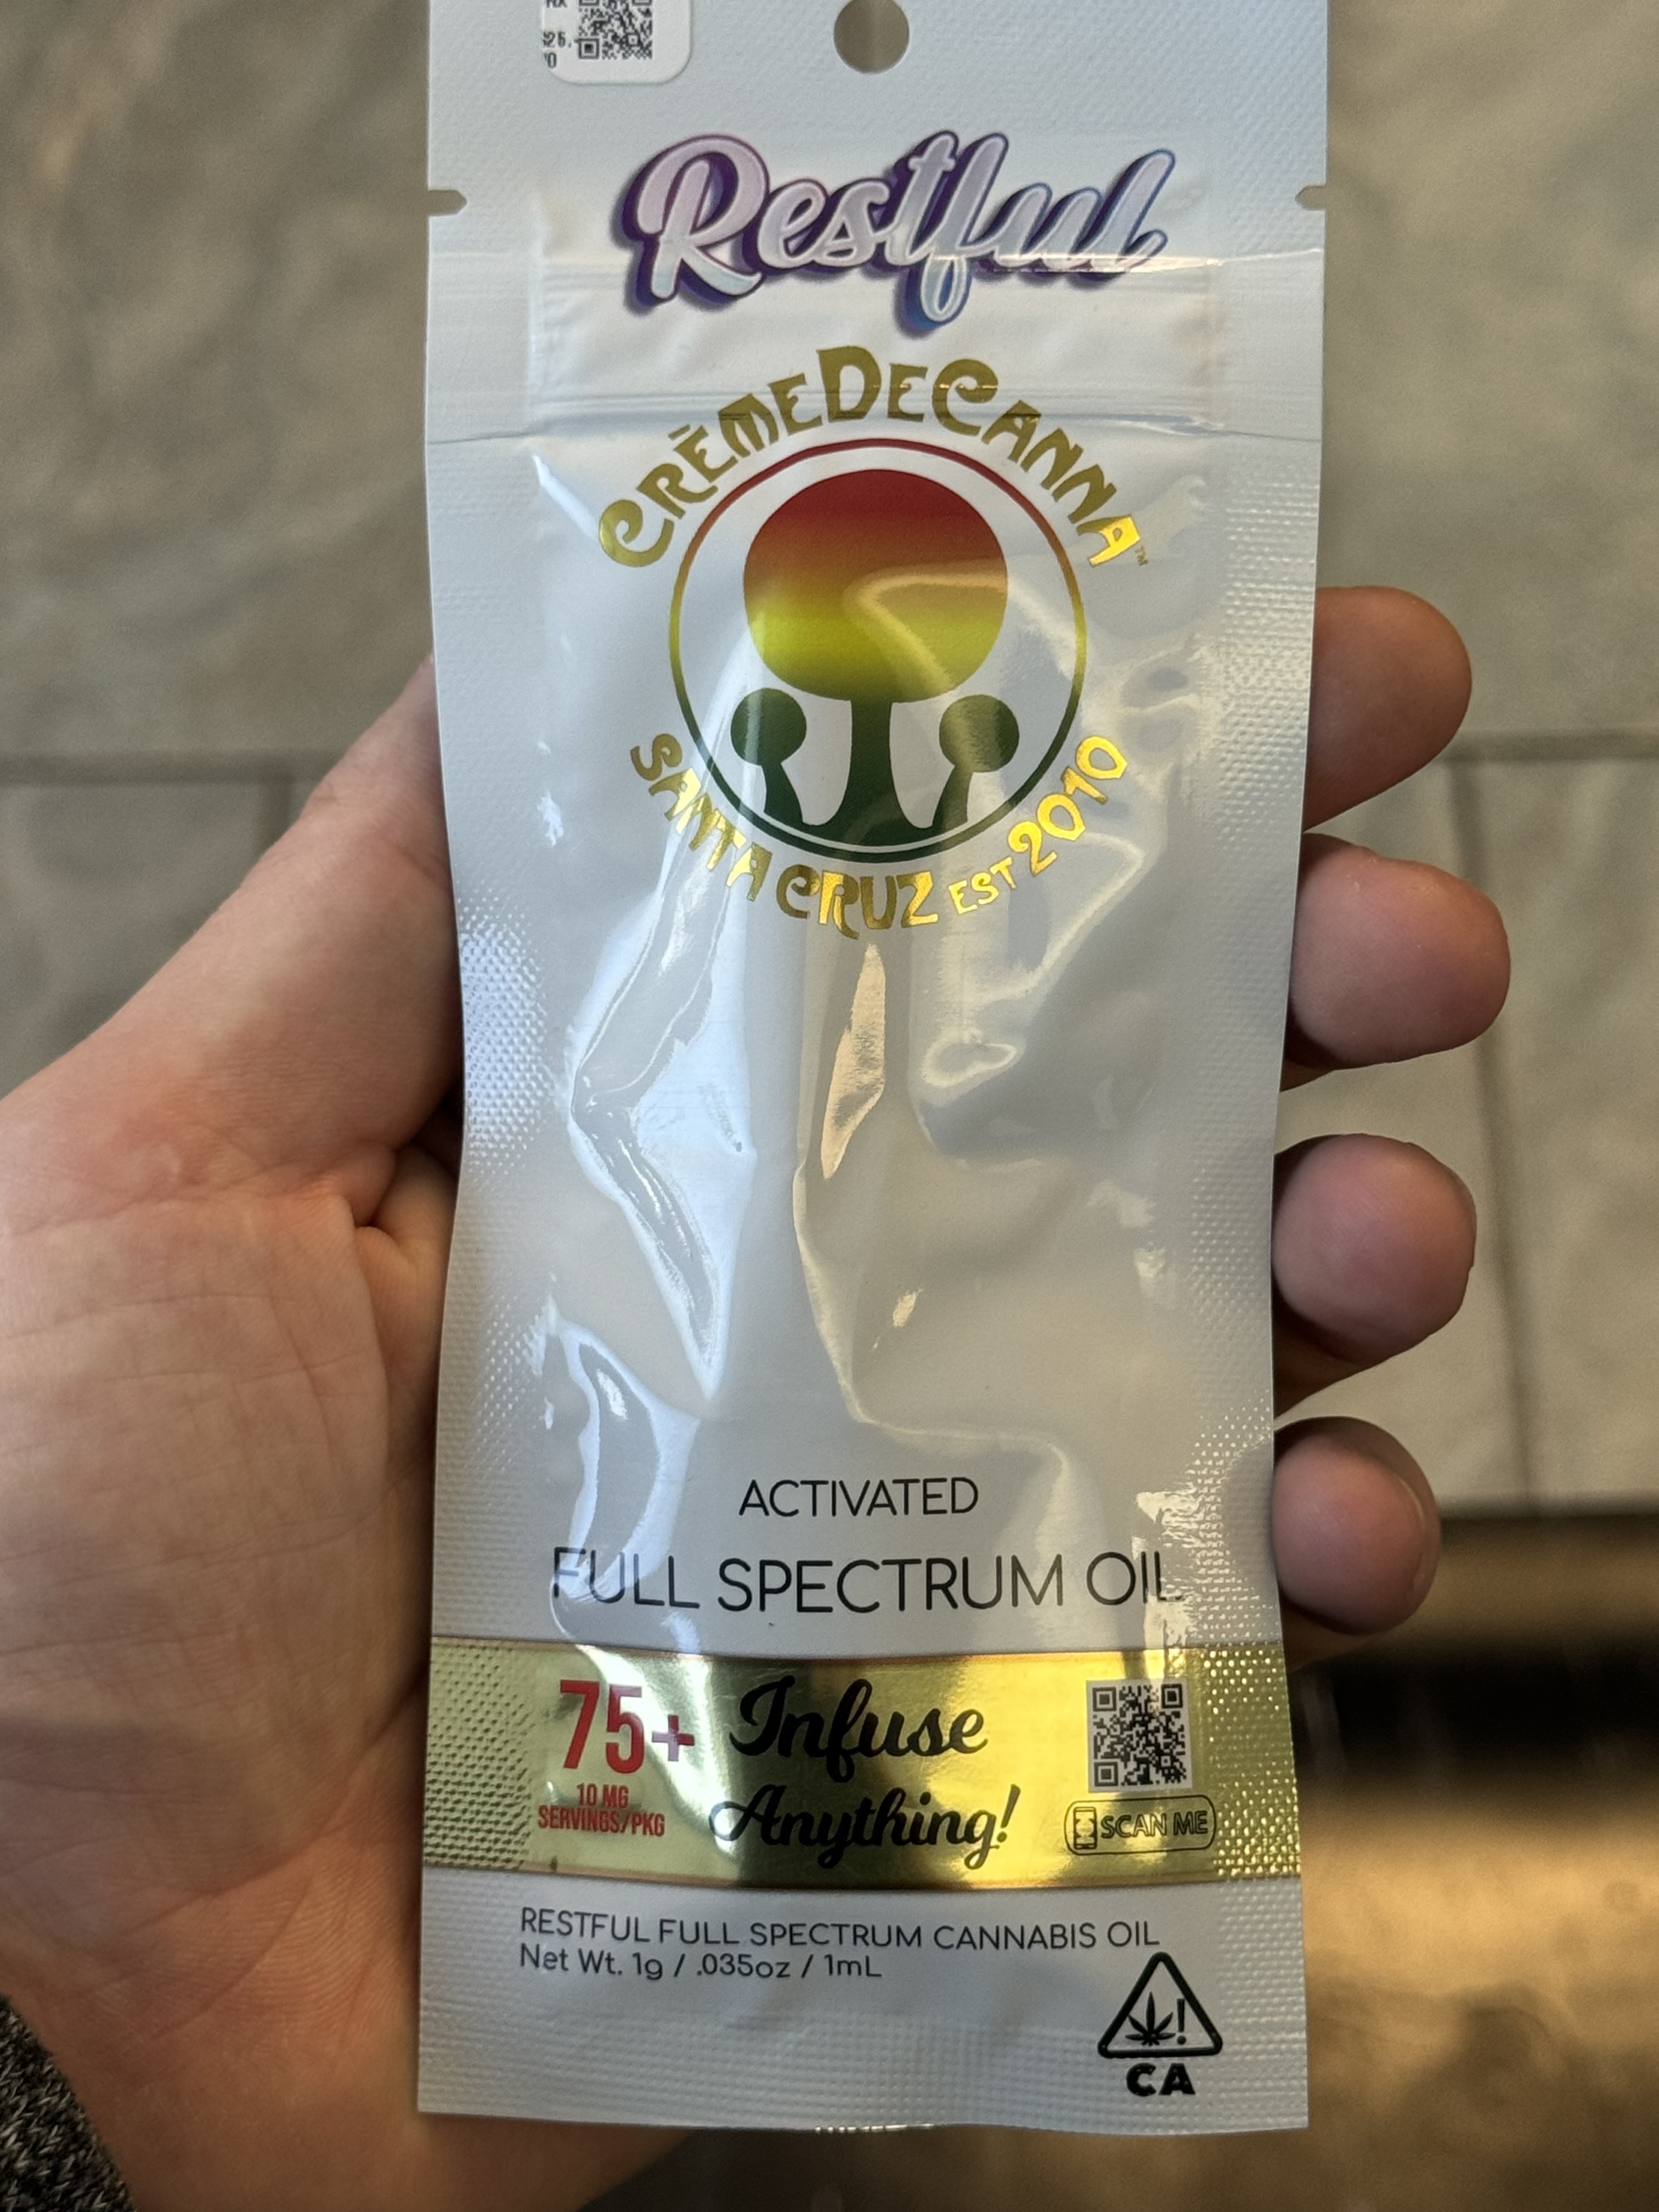 Restful
CRÈMEDECANNA™
SANTA CRUZ EST 2010
ACTIVATED
FULL SPECTRUM OIL
75+ Infuse
Anything!
10 MG
SERVINGS/PKG
SCAN ME
RESTFUL FULL SPECTRUM CANNABIS OIL
Net Wt. 1g / .035oz / 1mL
!
CA